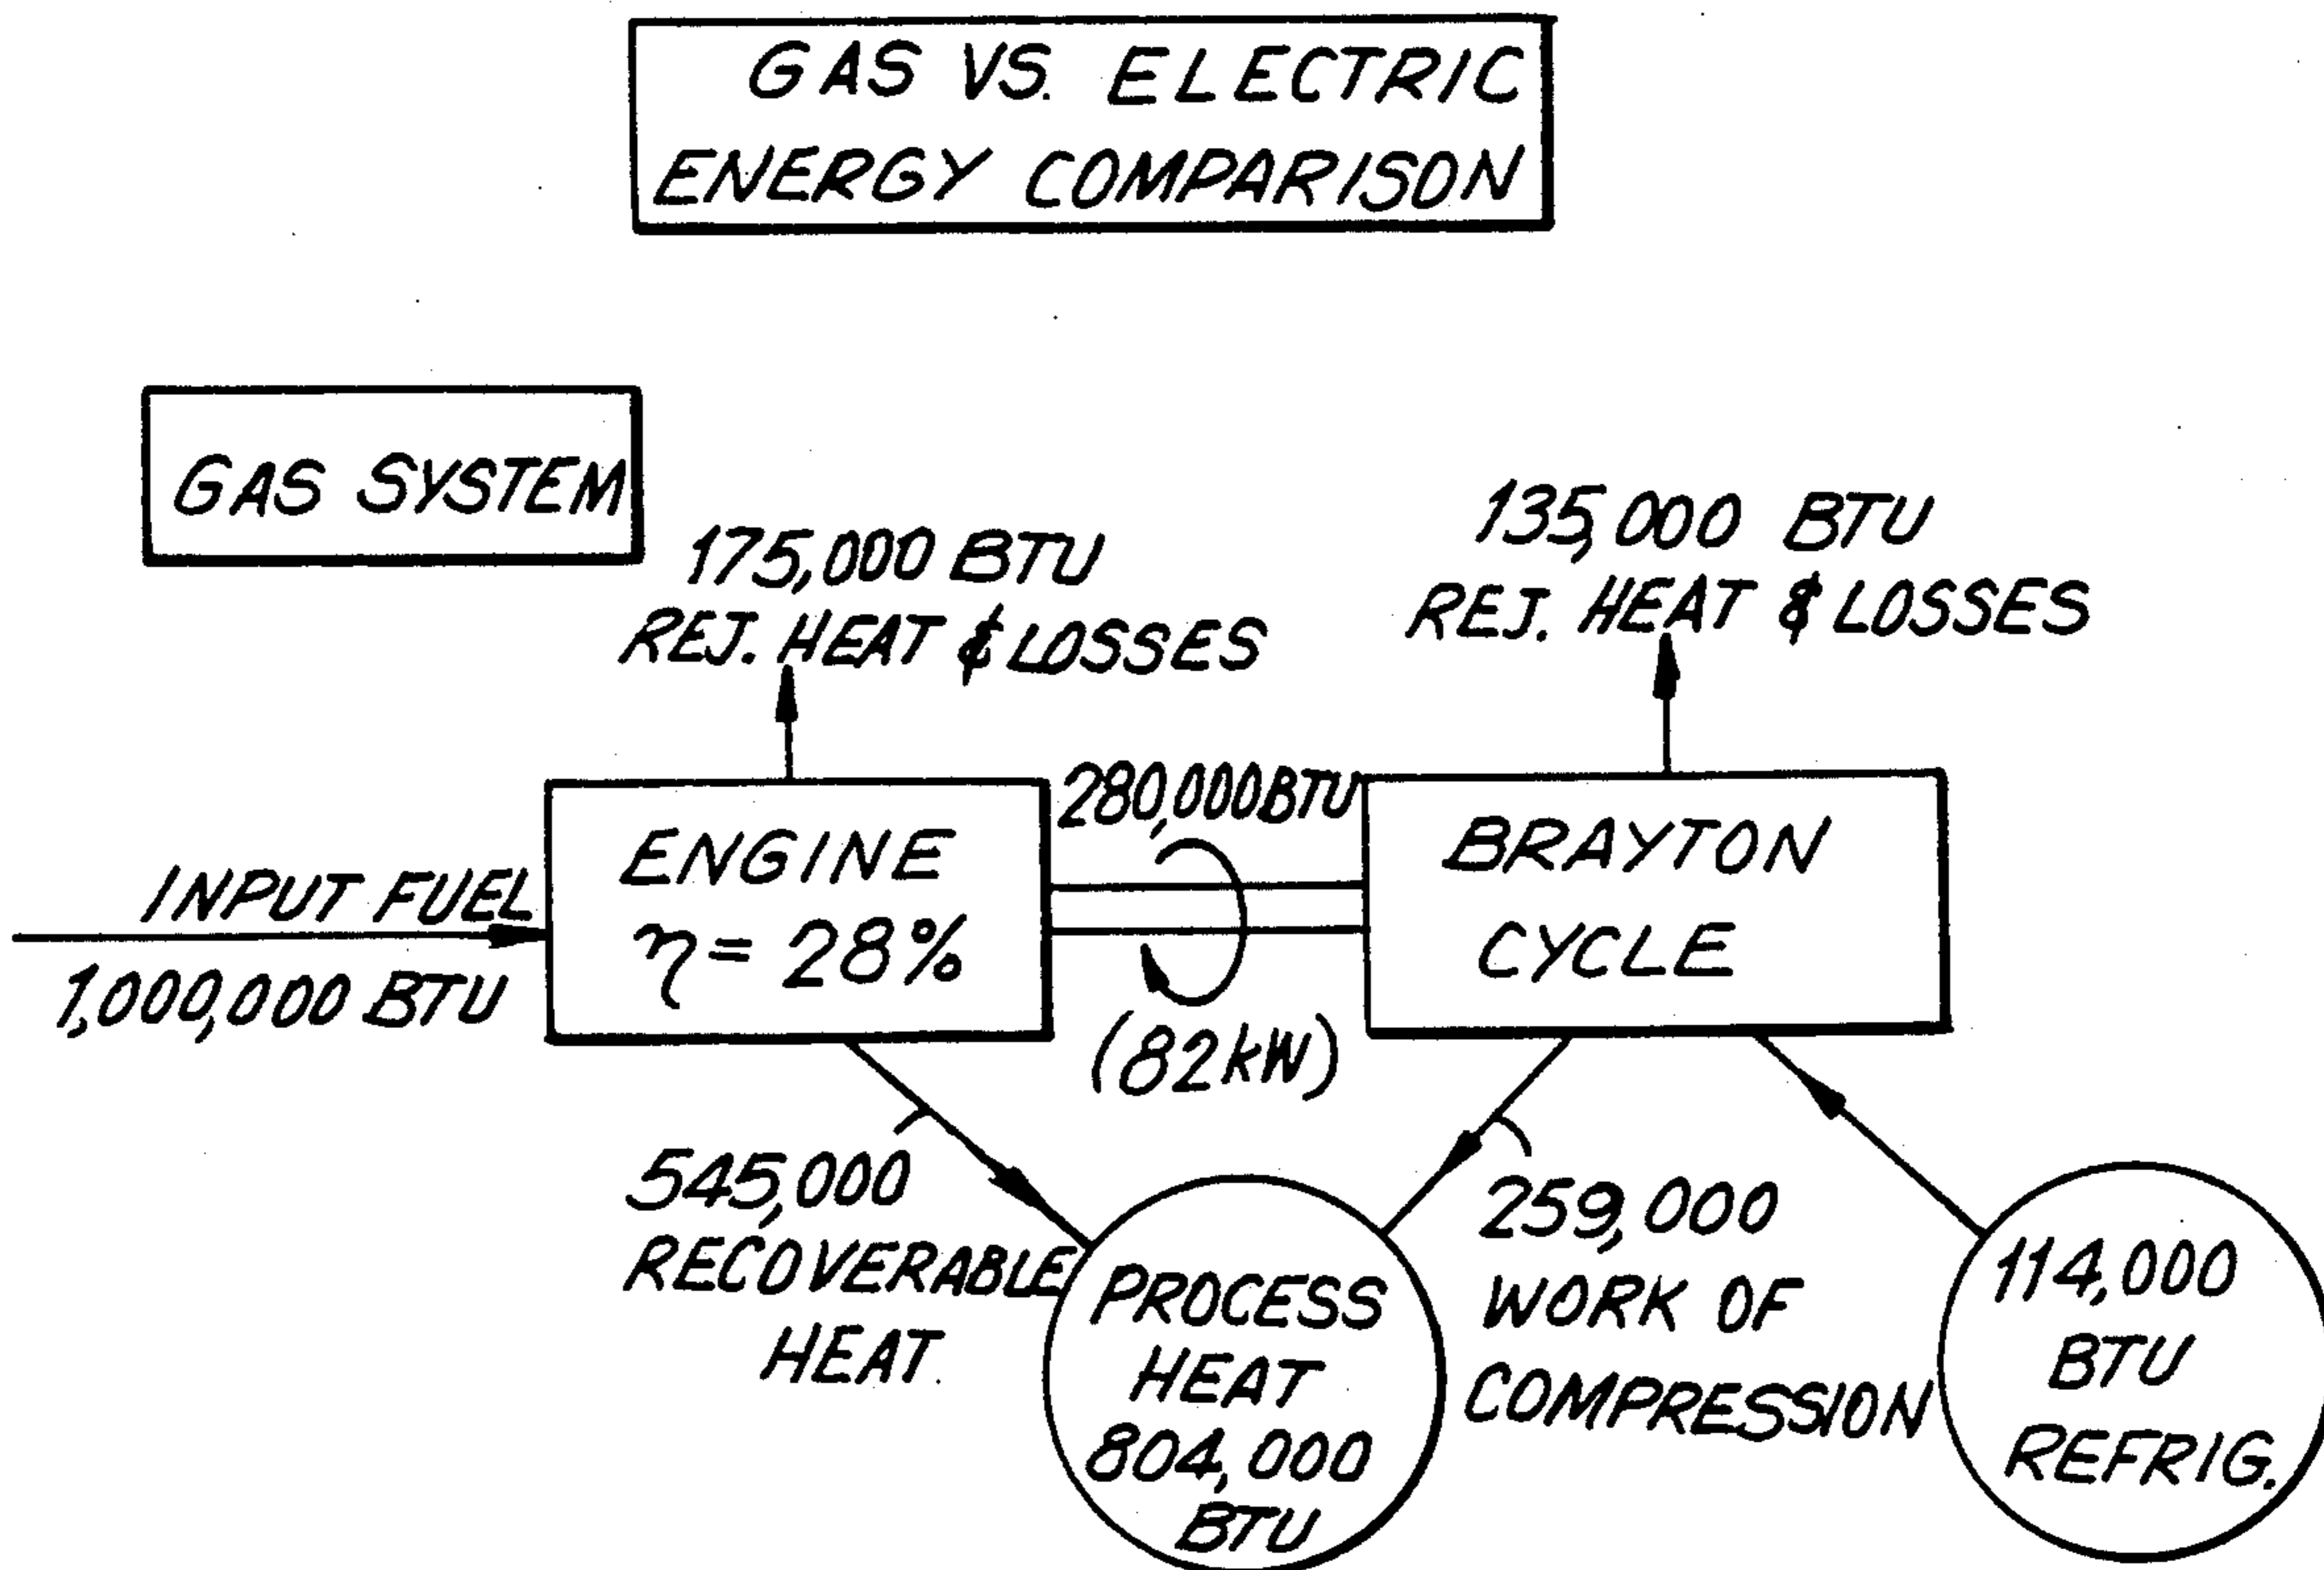 GAS VS. ELECTRIC
ENERGY COMPARISON
GAS SYSTEM
175,000 BTU
REJ. HEAT & LOSSES
135,000 BTU
REJ. HEAT & LOSSES
INPUT FUEL
1,000,000 BTU
ENGINE
η = 28%
280,000 BTU
(82 kW)
BRAYTON
CYCLE
545,000
RECOVERABLE
HEAT.
PROCESS
HEAT
804,000
BTU
259,000
WORK OF
COMPRESSION
114,000
BTU
REFRIG.